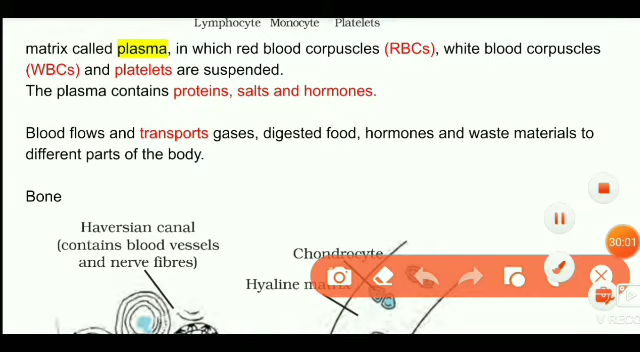 Lymphocyte Monocyte Platelets
matrix called plasma, in which red blood corpuscles (RBCs), white blood corpuscles
(WBCs) and platelets are suspended.
The plasma contains proteins, salts and hormones.
Blood flows and transports gases, digested food, hormones and waste materials to
different parts of the body.
Bone
Haversian canal
(contains blood vessels
and nerve fibres)
Chondrocyte
Hyaline matrix
30:01
RECO